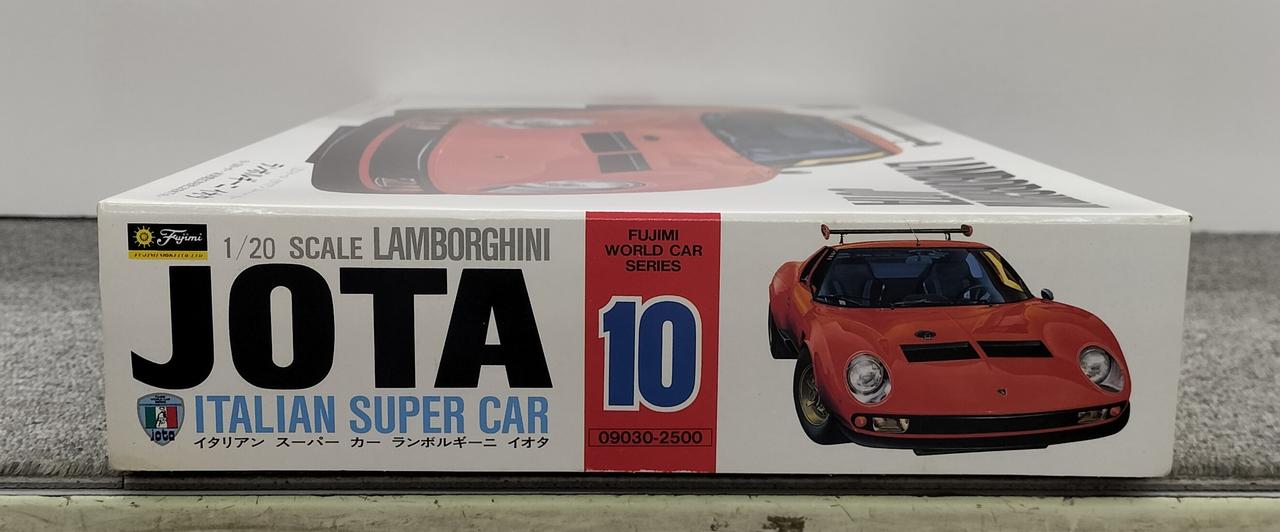 Fujimi
1/20 SCALE LAMBORGHINI
JOTA
ITALIAN SUPER CAR
イタリアン スーパー カー ランボルギーニ イオタ
Jota
FUJIMI
WORLD CAR
SERIES
10
09030-2500
LAMBORGHINI
JOTA